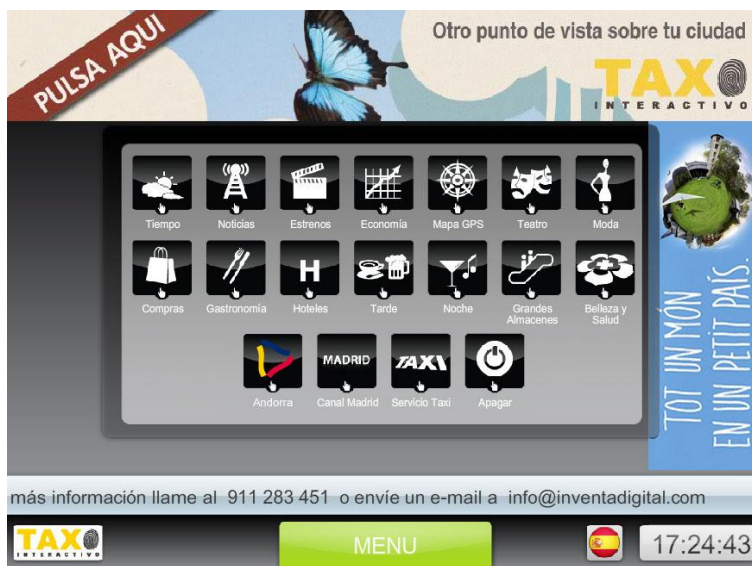 PULSA AQUI
Otro punto de vista sobre tu ciudad
TAXO
INTERACTIVO
Tiempo
Noticias
Estrenos
Economía
Mapa GPS
Teatro
Moda
Compras
Gastronomía
H
Hoteles
Tarde
Noche
Grandes
Almacenes
Belleza y
Salud
Andorra
MADRID
Canal Madrid
TAXI
Servicio Taxi
Apagar
TOT UN MÓN
EN UN PETIT PAÍS.
más información llame al 911 283 451 o envíe un e-mail a info@inventadigital.com
TAXO
INTERACTIVO
MENU
17:24:43